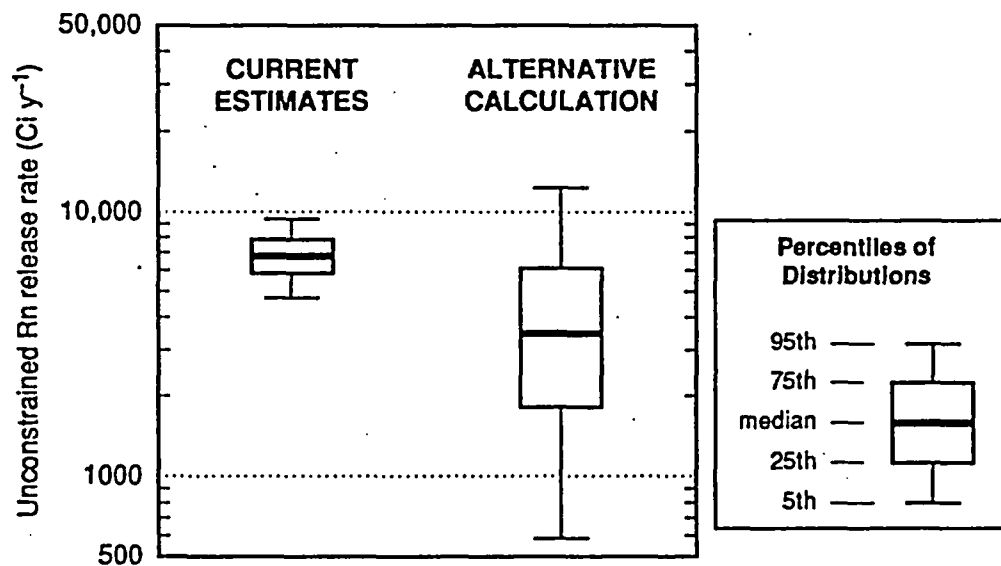 Unconstrained Rn release rate (Ci y⁻¹)
50,000
10,000
1000
500
CURRENT
ESTIMATES
ALTERNATIVE
CALCULATION
Percentiles of
Distributions
95th
75th
median
25th
5th